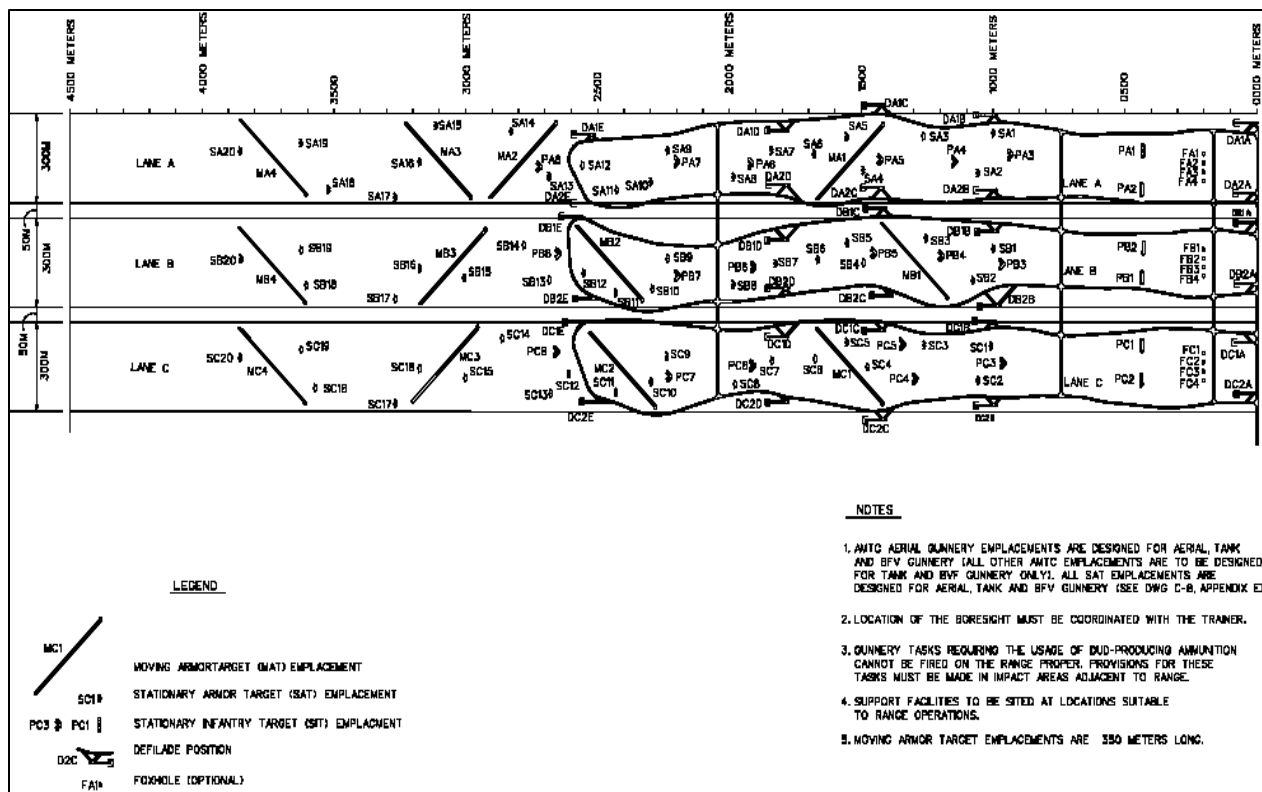 4500 METERS
4000 METERS
3500
3000 METERS
2500
2000 METERS
1500
1000 METERS
0500
0000 METERS
300M
50M
300M
50M
300M
LANE A
SA20
SA19
MA4
SA18
SA15
SA16
MA3
SA17
SA14
MA2
PA8
SA13
DA1E
SA12
DA2E
SA11
SA10
SA9
PA7
DA1D
SA7
PA6
SA8
DA2D
SA6
MA1
SA5
DA1C
PA5
SA4
DA2C
SA3
PA4
DA1B
SA1
PA3
SA2
DA2B
LANE A
PA1
PA2
FA1
FA2
FA3
FA4
DA1A
DA2A
LANE B
SB20
SB19
MB4
SB18
SB16
MB3
SB15
SB17
SB14
PB8
SB13
DB1E
MB2
SB12
DB2E
SB11
SB10
SB9
PB7
DB1D
PB6
SB7
SB8
DB2D
SB6
SB5
DB1C
PB5
SB4
DB2C
MB1
SB3
PB4
DB1B
SB1
PB3
SB2
DB2B
LANE B
PB2
PB1
FB1
FB2
FB3
FB4
DB1A
DB2A
LANE C
SC20
SC19
MC4
SC18
SC16
MC3
SC15
SC17
SC14
PC8
DC1E
SC12
SC13
DC2E
MC2
SC11
SC10
SC9
PC7
DC1D
PC6
SC7
SC8
DC2D
SC6
MC1
SC5
DC1C
PC5
SC4
DC2C
SC3
PC4
DC1B
SC1
PC3
SC2
DC2B
LANE C
PC1
PC2
FC1
FC2
FC3
FC4
DC1A
DC2A
LEGEND
MC1
MOVING ARMORTARGET (MAT) EMPLACEMENT
SC1
STATIONARY ARMOR TARGET (SAT) EMPLACEMENT
PC3 PC1
STATIONARY INFANTRY TARGET (SIT) EMPLACMENT
D2C
DEFILADE POSITION
FA1
FOXHOLE (OPTIONAL)
NOTES
1. AMTC AERIAL GUNNERY EMPLACEMENTS ARE DESIGNED FOR AERIAL, TANK
AND BFV GUNNERY (ALL OTHER AMTC EMPLACEMENTS ARE TO BE DESIGNED
FOR TANK AND BVF GUNNERY ONLY). ALL SAT EMPLACEMENTS ARE
DESIGNED FOR AERIAL, TANK AND BFV GUNNERY (SEE DWG C-8, APPENDIX E)
2. LOCATION OF THE BORESIGHT MUST BE COORDINATED WITH THE TRAINER.
3. GUNNERY TASKS REQUIRING THE USAGE OF DUD-PRODUCING AMMUNITION
CANNOT BE FIRED ON THE RANGE PROPER. PROVISIONS FOR THESE
TASKS MUST BE MADE IN IMPACT AREAS ADJACENT TO RANGE.
4. SUPPORT FACILITIES TO BE SITED AT LOCATIONS SUITABLE
TO RANGE OPERATIONS.
5. MOVING ARMOR TARGET EMPLACEMENTS ARE 350 METERS LONG.